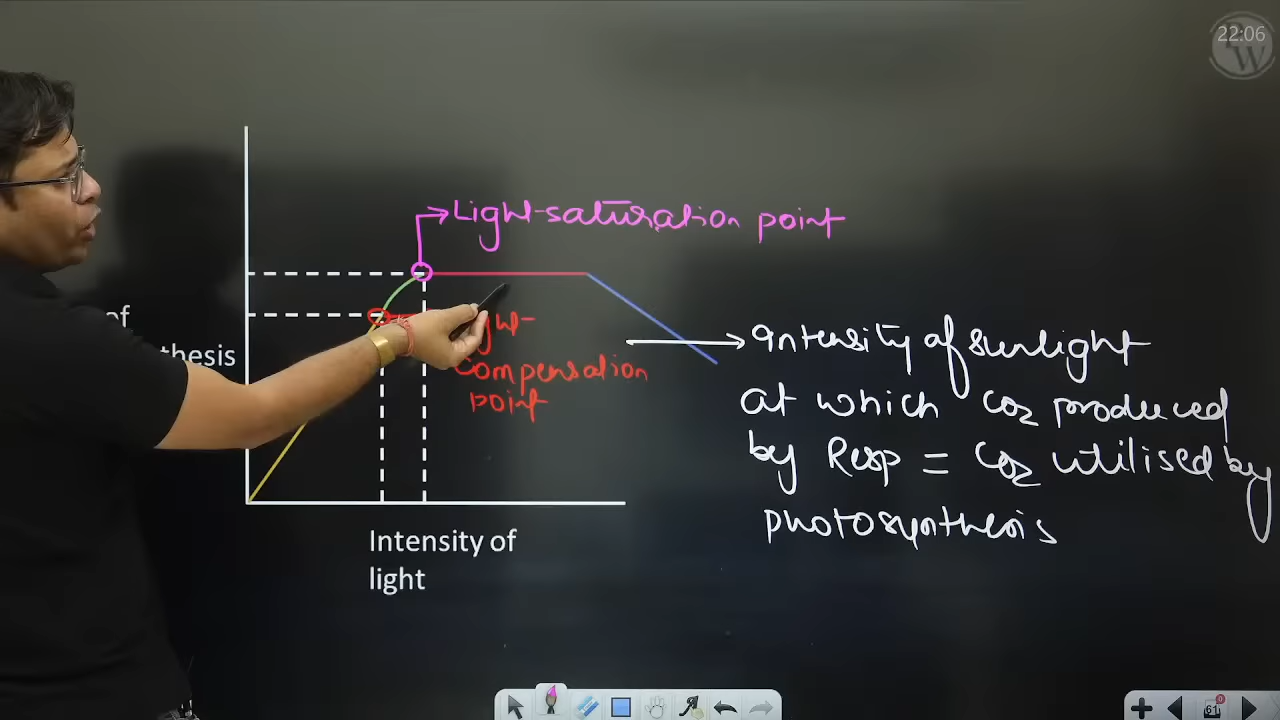 22:06
Light-saturation point
of
thesis
compensation
point
Intensity of sunlight
at which CO2 produced
by Resp = CO2 utilised by
photosynthesis
Intensity of
light
61